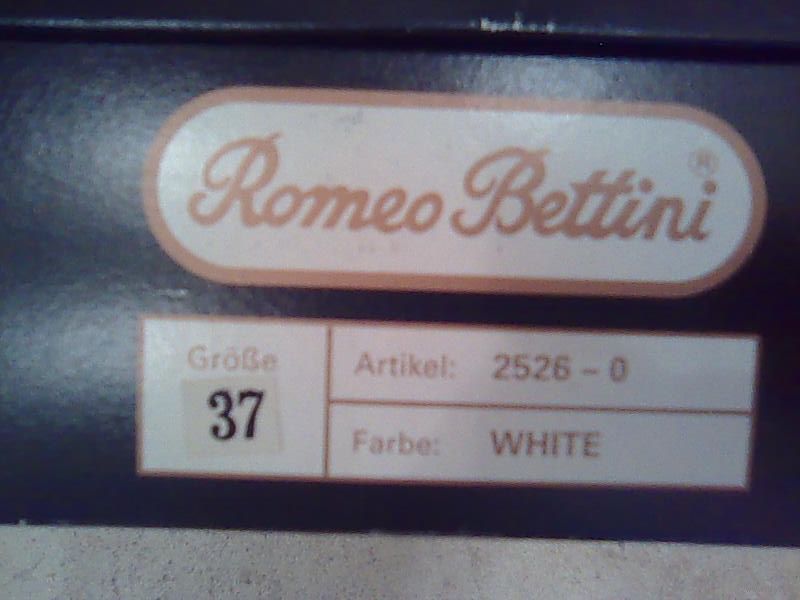 Romeo Bettini ®
Größe
37
Artikel: 2526 – 0
Farbe: WHITE